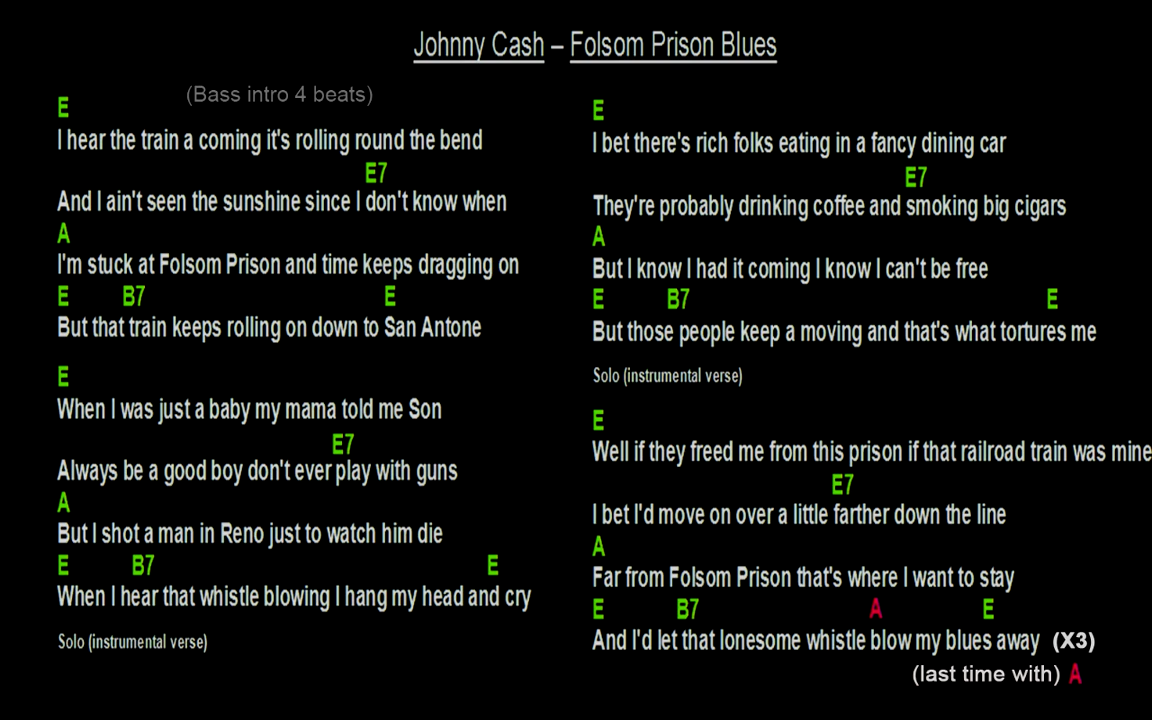 Johnny Cash – Folsom Prison Blues
(Bass intro 4 beats)
E
I hear the train a coming it's rolling round the bend
E7
And I ain't seen the sunshine since I don't know when
A
I'm stuck at Folsom Prison and time keeps dragging on
E B7 E
But that train keeps rolling on down to San Antone
E
When I was just a baby my mama told me Son
E7
Always be a good boy don't ever play with guns
A
But I shot a man in Reno just to watch him die
E B7 E
When I hear that whistle blowing I hang my head and cry
Solo (instrumental verse)
E
I bet there's rich folks eating in a fancy dining car
E7
They're probably drinking coffee and smoking big cigars
A
But I know I had it coming I know I can't be free
E B7 E
But those people keep a moving and that's what tortures me
Solo (instrumental verse)
E
Well if they freed me from this prison if that railroad train was mine
E7
I bet I'd move on over a little farther down the line
A
Far from Folsom Prison that's where I want to stay
E B7 A E
And I'd let that lonesome whistle blow my blues away (X3)
(last time with) A